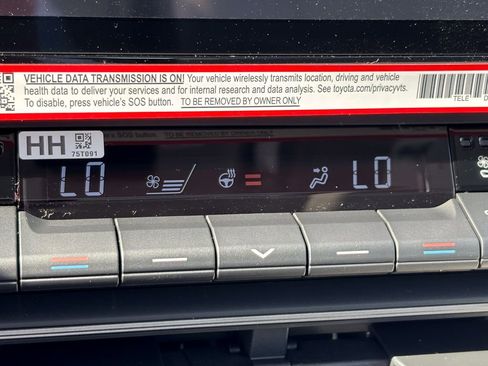 VEHICLE DATA TRANSMISSION IS ON! Your vehicle wirelessly transmits location, driving and vehicle
health data to deliver your services and for internal research and data analysis. See toyota.com/privacyvts.
To disable, press vehicle's SOS button. TO BE REMOVED BY OWNER ONLY
TELE D
HH
75T091
LO LO